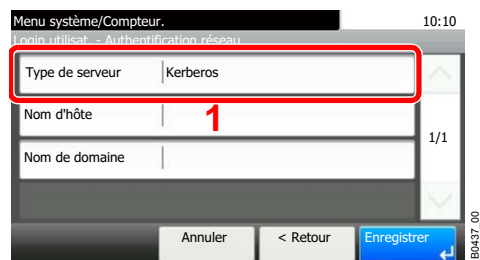 Menu système/Compteur. 10:10
Login utilisat. - Authentification réseau
Type de serveur Kerberos
Nom d'hôte
1
1/1
Nom de domaine
Annuler < Retour Enregistrer
B0437_00